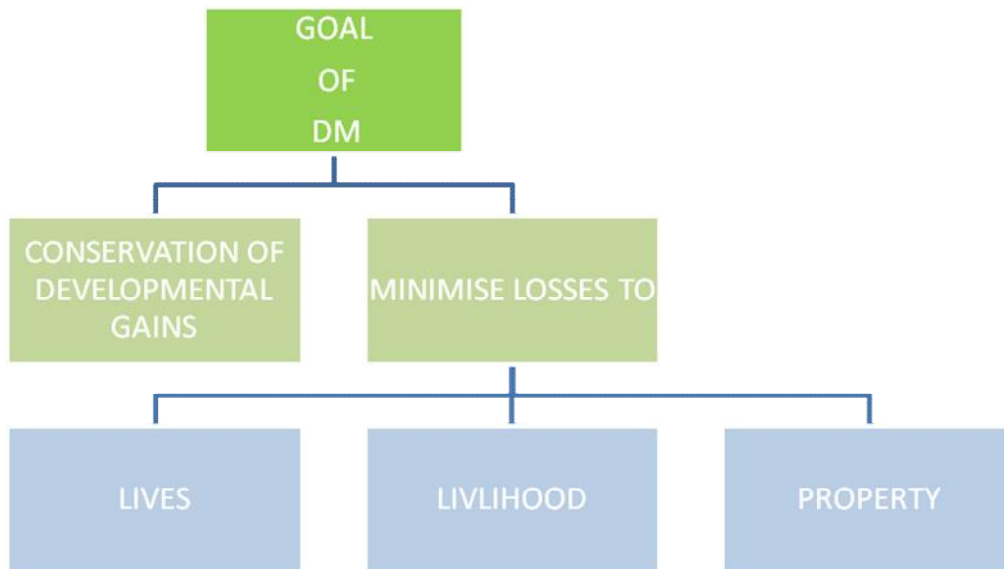 GOAL
OF
DM
CONSERVATION OF
DEVELOPMENTAL
GAINS
MINIMISE LOSSES TO
LIVES
LIVLIHOOD
PROPERTY